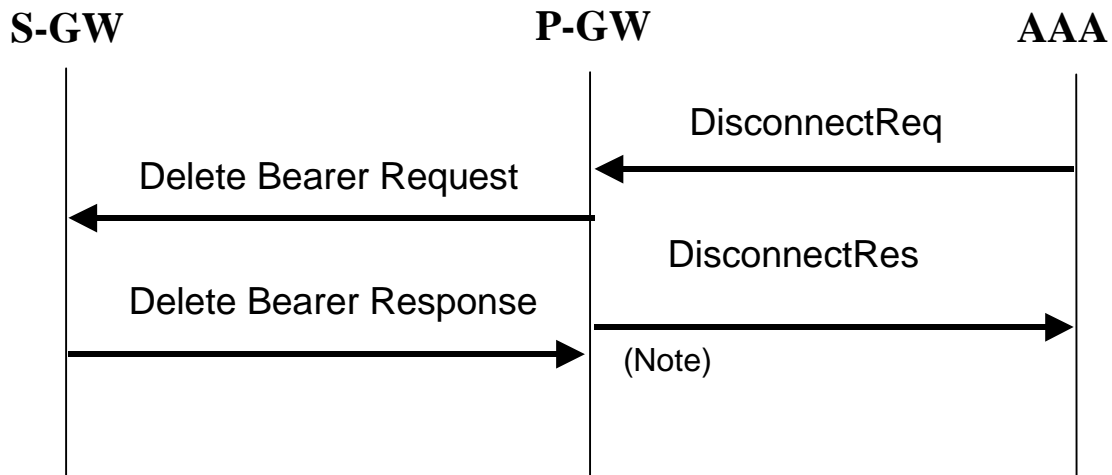 S-GW
P-GW
AAA
DisconnectReq
Delete Bearer Request
DisconnectRes
Delete Bearer Response
(Note)